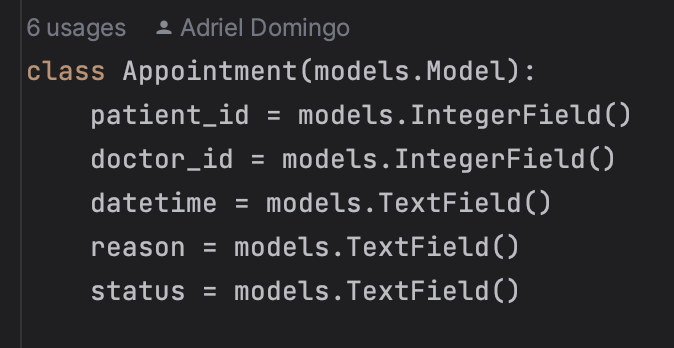 6 usages Adriel Domingo
class Appointment(models.Model):
    patient_id = models.IntegerField()
    doctor_id = models.IntegerField()
    datetime = models.TextField()
    reason = models.TextField()
    status = models.TextField()